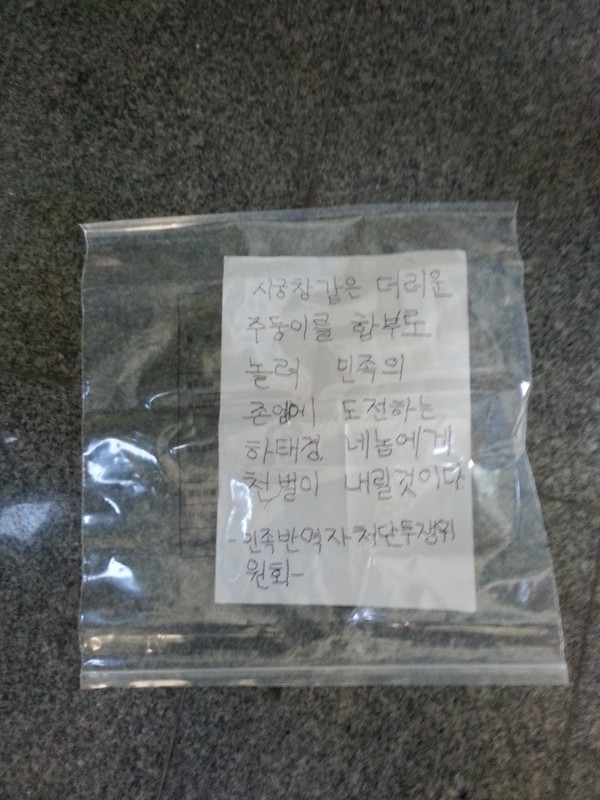 시궁창같은 더러운
주둥이를 함부로
놀려 민족의
존엄에 도전하는
하태경, 네놈에게
천벌이 내릴것이다
-민족반역자처단투쟁위
원회-